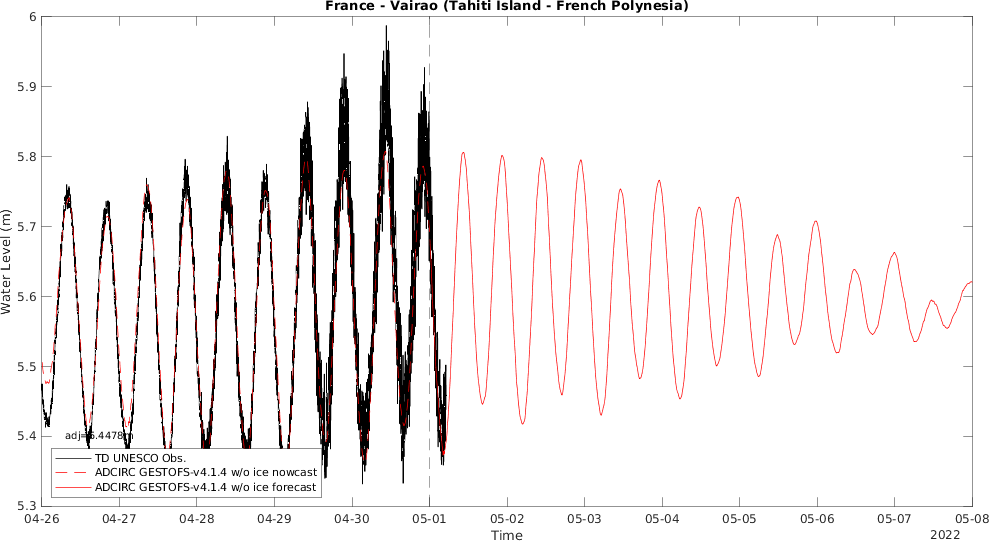 France - Vairao (Tahiti Island - French Polynesia)
Water Level (m)
6
5.9
5.8
5.7
5.6
5.5
5.4
5.3
TD UNESCO Obs.
ADCIRC GESTOFS-v4.1.4 w/o ice nowcast
ADCIRC GESTOFS-v4.1.4 w/o ice forecast
04-26 04-27 04-28 04-29 04-30 05-01 05-02 05-03 05-04 05-05 05-06 05-07 05-08
Time
2022